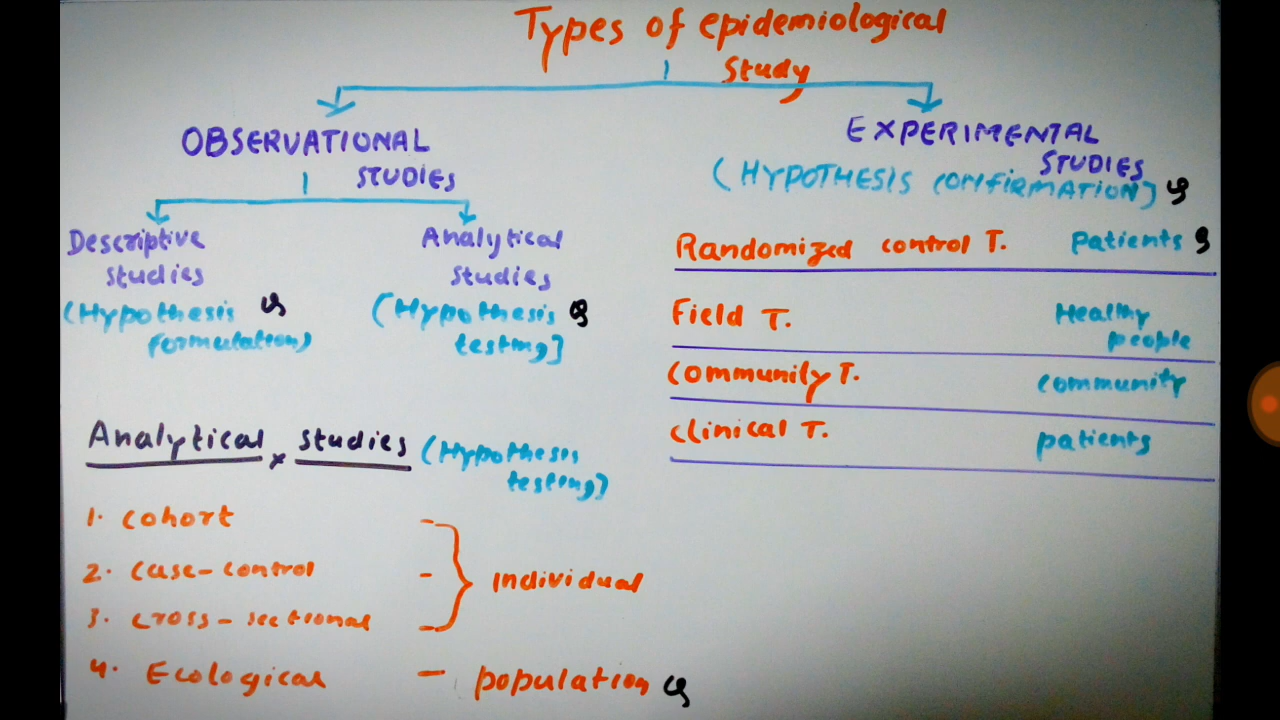 Types of epidemiological
Study
OBSERVATIONAL
STUDIES
EXPERIMENTAL
STUDIES
(HYPOTHESIS CONFIRMATION)
Descriptive
studies
(Hypothesis
formulation)
Analytical
studies
(Hypothesis
testing]
Randomized control T. Patients
Field T. Healthy
people
Community T. community
Clinical T. patients
Analytical studies (Hypothesis
testing)
1. Cohort
2. Case-control
3. Cross-sectional
- Individual
4. Ecological - population